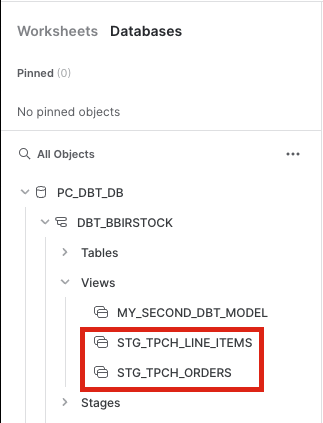 Worksheets Databases
Pinned (0)
No pinned objects
All Objects
PC_DBT_DB
DBT_BBIRSTOCK
Tables
Views
MY_SECOND_DBT_MODEL
STG_TPCH_LINE_ITEMS
STG_TPCH_ORDERS
Stages